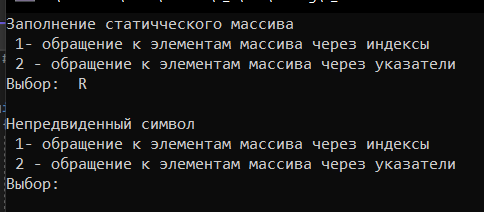 Заполнение статичческого массива
1- обращение к элементам массива через индексы
2 - обращение к элементам массива через указатели
Выбор:  R
Непредвиденный символ
1- обращение к элементам массива через индексы
2 - обращение к элементам массива через указатели
Выбор: